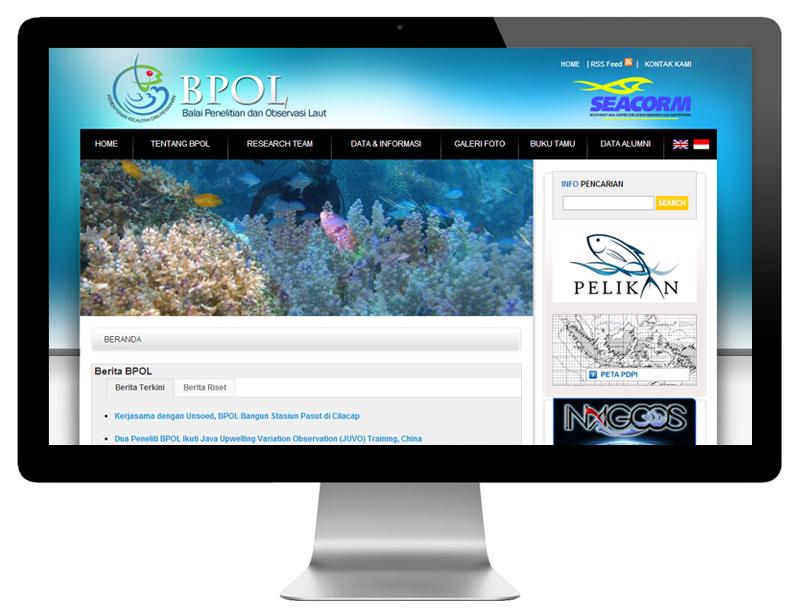 HOME | RSS Feed | KONTAK KAMI
KEMENTERIAN KELAUTAN DAN PERIKANAN
BPOL
Balai Penelitian dan Observasi Laut
SEACORM
SOUTHEAST ASIA CENTER FOR OCEAN RESEARCH AND MONITORING
HOME TENTANG BPOL RESEARCH TEAM DATA & INFORMASI GALERI FOTO BUKU TAMU DATA ALUMNI
INFO PENCARIAN
SEARCH
PELIKAN
PETA PDPI
BERANDA
Berita BPOL
Berita Terkini Berita Riset
Kerjasama dengan Unsoed, BPOL Bangun Stasiun Pasut di Cilacap
Dua Peneliti BPOL Ikuti Java Upwelling Variation Observation (JUVO) Training, China
INAGOOS